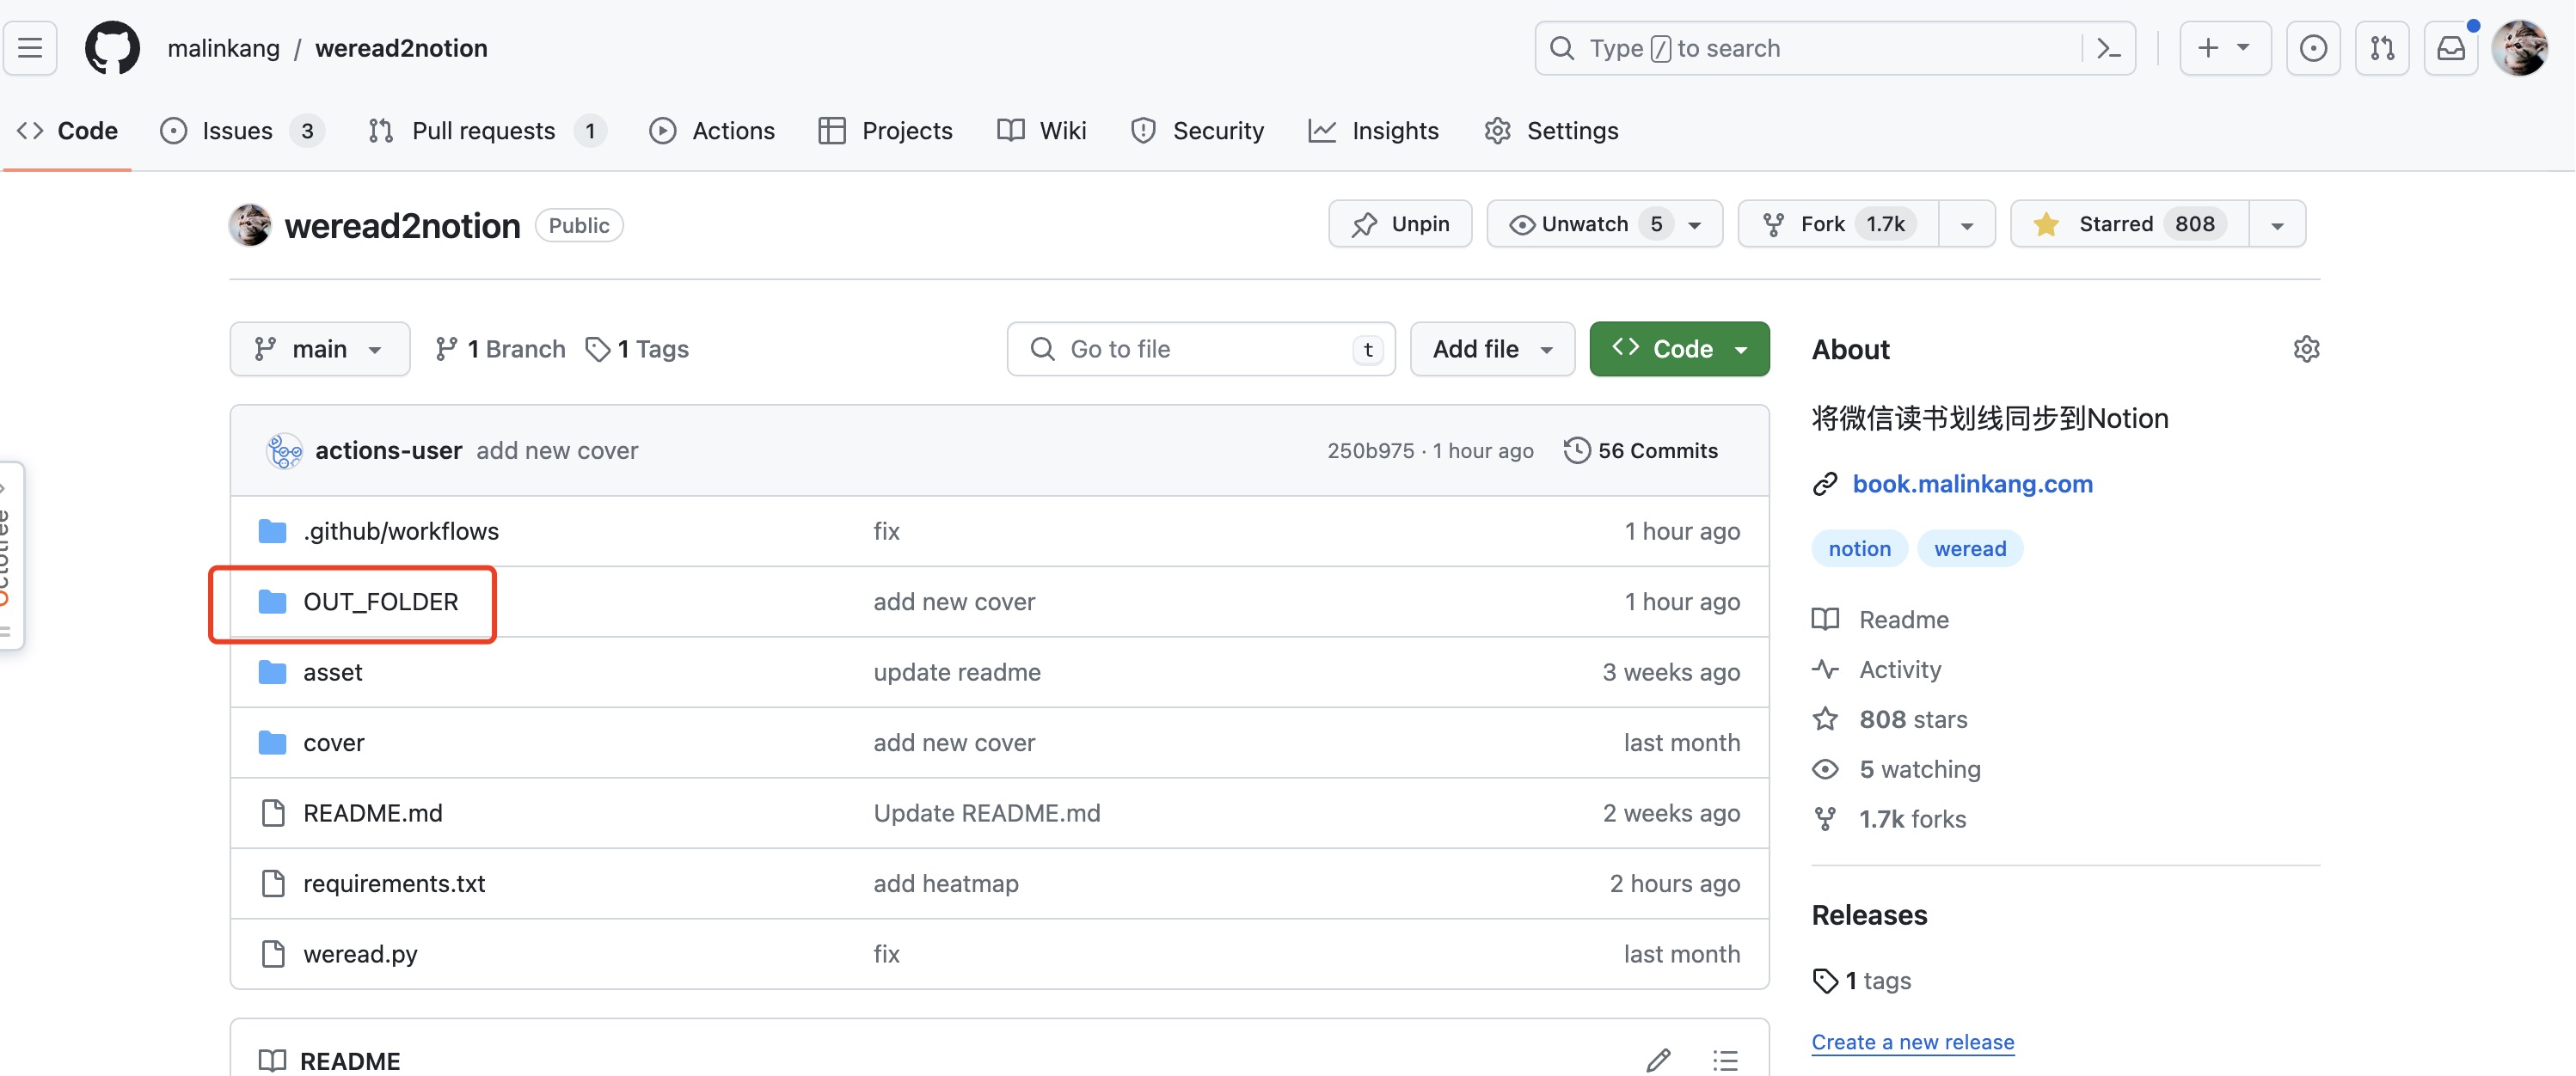 malinkang / weread2notion
Type / to search
Code
Issues 3
Pull requests 1
Actions
Projects
Wiki
Security
Insights
Settings
weread2notion Public
Unpin
Unwatch 5
Fork 1.7k
Starred 808
main
1 Branch
1 Tags
Go to file t
Add file
Code
actions-user add new cover 250b975 · 1 hour ago 56 Commits
.github/workflows fix 1 hour ago
OUT_FOLDER add new cover 1 hour ago
asset update readme 3 weeks ago
cover add new cover last month
README.md Update README.md 2 weeks ago
requirements.txt add heatmap 2 hours ago
weread.py fix last month
README
About
将微信读书划线同步到Notion
book.malinkang.com
notion weread
Readme
Activity
808 stars
5 watching
1.7k forks
Releases
1 tags
Create a new release
Octotree